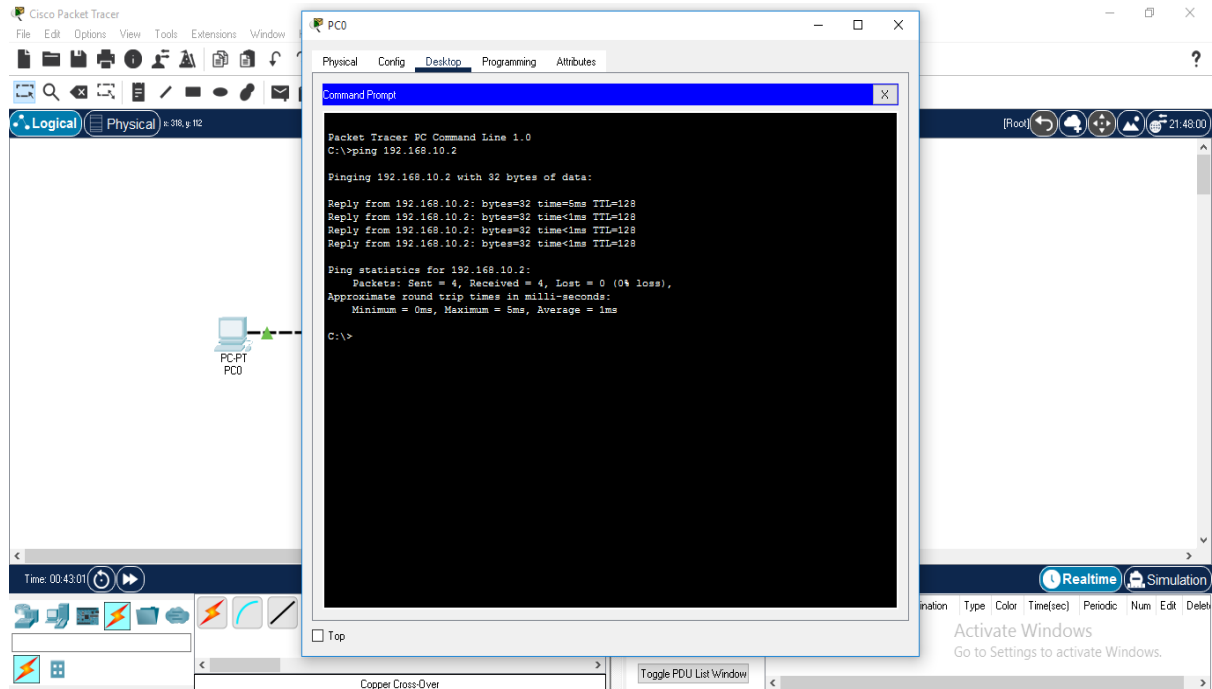 Cisco Packet Tracer
File Edit Options View Tools Extensions Window
?
Logical Physical x: 318, y: 112
[Root] 21:48:00
PC-PT
PC0
PC0
Physical Config Desktop Programming Attributes
Command Prompt X
Packet Tracer PC Command Line 1.0
C:\>ping 192.168.10.2
Pinging 192.168.10.2 with 32 bytes of data:
Reply from 192.168.10.2: bytes=32 time=5ms TTL=128
Reply from 192.168.10.2: bytes=32 time<1ms TTL=128
Reply from 192.168.10.2: bytes=32 time<1ms TTL=128
Reply from 192.168.10.2: bytes=32 time<1ms TTL=128
Ping statistics for 192.168.10.2:
Packets: Sent = 4, Received = 4, Lost = 0 (0% loss),
Approximate round trip times in milli-seconds:
Minimum = 0ms, Maximum = 5ms, Average = 1ms
C:\>
Top
Time: 00:43:01
Realtime Simulation
ination Type Color Time(sec) Periodic Num Edit Delet
Activate Windows
Go to Settings to activate Windows.
Toggle PDU List Window
Copper Cross-Over